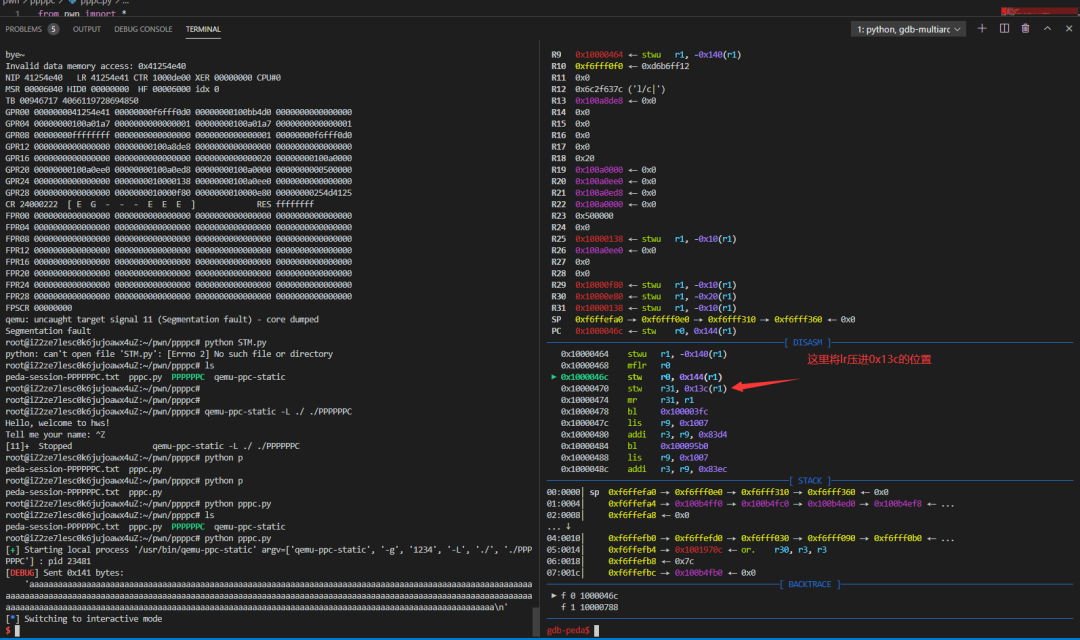 pwn > ppppc > pppc.py > ...
1 from pwn import *
PROBLEMS 5 OUTPUT DEBUG CONSOLE TERMINAL
1: python, gdb-multiarc
bye~
Invalid data memory access: 0x41254e40
NIP 41254e40 LR 41254e41 CTR 1000de00 XER 00000000 CPU#0
MSR 00006040 HID0 00000000 HF 00006000 idx 0
TB 00946717 4066119728694850
GPR00 0000000041254e41 00000000f6fff0d0 00000000100bb4d0 0000000000000000
GPR04 00000000100a01a7 0000000000000001 00000000100a01a7 0000000000000001
GPR08 00000000ffffffff 0000000000000000 0000000000000001 00000000f6fff0d0
GPR12 0000000000000000 00000000100a8de8 0000000000000000 0000000000000000
GPR16 0000000000000000 0000000000000000 0000000000000020 00000000100a0000
GPR20 00000000100a0ee0 00000000100a0ed8 00000000100a0000 0000000000500000
GPR24 0000000000000000 0000000010000138 00000000100a0ee0 0000000000000000
GPR28 0000000000000000 0000000010000f80 0000000010000e80 00000000254d4125
CR 24000222 [ E G - - - E E E ] RES ffffffff
FPR00 0000000000000000 0000000000000000 0000000000000000 0000000000000000
FPR04 0000000000000000 0000000000000000 0000000000000000 0000000000000000
FPR08 0000000000000000 0000000000000000 0000000000000000 0000000000000000
FPR12 0000000000000000 0000000000000000 0000000000000000 0000000000000000
FPR16 0000000000000000 0000000000000000 0000000000000000 0000000000000000
FPR20 0000000000000000 0000000000000000 0000000000000000 0000000000000000
FPR24 0000000000000000 0000000000000000 0000000000000000 0000000000000000
FPR28 0000000000000000 0000000000000000 0000000000000000 0000000000000000
FPSCR 00000000
qemu: uncaught target signal 11 (Segmentation fault) - core dumped
Segmentation fault
root@iZ2ze7lesc0k6jujoawx4uZ:~/pwn/ppppc# python STM.py
python: can't open file 'STM.py': [Errno 2] No such file or directory
root@iZ2ze7lesc0k6jujoawx4uZ:~/pwn/ppppc# ls
peda-session-PPPPPPC.txt pppc.py PPPPPPC qemu-ppc-static
root@iZ2ze7lesc0k6jujoawx4uZ:~/pwn/ppppc#
root@iZ2ze7lesc0k6jujoawx4uZ:~/pwn/ppppc#
root@iZ2ze7lesc0k6jujoawx4uZ:~/pwn/ppppc# qemu-ppc-static -L ./ ./PPPPPPC
Hello, welcome to hws!
Tell me your name: ^Z
[11]+ Stopped qemu-ppc-static -L ./ ./PPPPPPC
root@iZ2ze7lesc0k6jujoawx4uZ:~/pwn/ppppc# python p
peda-session-PPPPPPC.txt pppc.py
root@iZ2ze7lesc0k6jujoawx4uZ:~/pwn/ppppc# python p
peda-session-PPPPPPC.txt pppc.py
root@iZ2ze7lesc0k6jujoawx4uZ:~/pwn/ppppc# python pppc.py
root@iZ2ze7lesc0k6jujoawx4uZ:~/pwn/ppppc# ls
peda-session-PPPPPPC.txt pppc.py PPPPPPC qemu-ppc-static
root@iZ2ze7lesc0k6jujoawx4uZ:~/pwn/ppppc# python pppc.py
[+] Starting local process '/usr/bin/qemu-ppc-static' argv=['qemu-ppc-static', '-g', '1234', '-L', './', './PPP
PPPC'] : pid 23481
[DEBUG] Sent 0x141 bytes:
[*] Switching to interactive mode
$
R9 0x10000464 ← stwu r1, -0x140(r1)
R10 0xf6fff0f0 ← 0xd6b6ff12
R11 0x0
R12 0x6c2f637c ('l/c|')
R13 0x100a8de8 ← 0x0
R14 0x0
R15 0x0
R16 0x0
R17 0x0
R18 0x20
R19 0x100a0000 ← 0x0
R20 0x100a0ee0 ← 0x0
R21 0x100a0ed8 ← 0x0
R22 0x100a0000 ← 0x0
R23 0x500000
R24 0x0
R25 0x10000138 ← stwu r1, -0x10(r1)
R26 0x100a0ee0 ← 0x0
R27 0x0
R28 0x0
R29 0x10000f80 ← stwu r1, -0x10(r1)
R30 0x10000e80 ← stwu r1, -0x20(r1)
R31 0x10000138 ← stwu r1, -0x10(r1)
SP 0xf6ffefa0 → 0xf6fff0e0 → 0xf6fff310 → 0xf6fff360 ← 0x0
PC 0x1000046c ← stw r0, 0x144(r1)
[ DISASM ]
0x10000464 stwu r1, -0x140(r1)
0x10000468 mflr r0
► 0x1000046c stw r0, 0x144(r1)
0x10000470 stw r31, 0x13c(r1)
0x10000474 mr r31, r1
0x10000478 bl 0x100003fc
0x1000047c lis r9, 0x1007
0x10000480 addi r3, r9, 0x83d4
0x10000484 bl 0x100095b0
0x10000488 lis r9, 0x1007
0x1000048c addi r3, r9, 0x83ec
这里将lr压进0x13c的位置
[ STACK ]
00:0000│ sp 0xf6ffefa0 → 0xf6fff0e0 → 0xf6fff310 → 0xf6fff360 ← 0x0
01:0004│ 0xf6ffefa4 → 0x100b4ff0 → 0x100b4fc0 → 0x100b4ed0 → 0x100b4ef8 ← ...
02:0008│ 0xf6ffefa8 ← 0x0
... ↓
04:0010│ 0xf6ffefb0 → 0xf6ffefd0 → 0xf6fff030 → 0xf6fff090 → 0xf6fff0b0 ← ...
05:0014│ 0xf6ffefb4 → 0x1001970c ← or. r30, r3, r3
06:0018│ 0xf6ffefb8 ← 0x7c
07:001c│ 0xf6ffefbc → 0x100b4fb0 ← 0x0
[ BACKTRACE ]
► f 0 1000046c
f 1 10000788
gdb-peda$